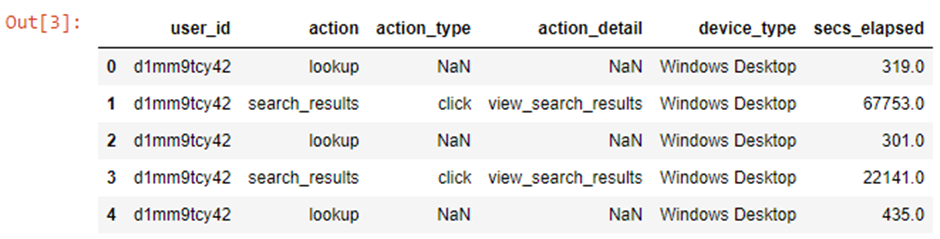 Out[3]:
user_id action action_type action_detail device_type secs_elapsed
0 d1mm9tcy42 lookup NaN NaN Windows Desktop 319.0
1 d1mm9tcy42 search_results click view_search_results Windows Desktop 67753.0
2 d1mm9tcy42 lookup NaN NaN Windows Desktop 301.0
3 d1mm9tcy42 search_results click view_search_results Windows Desktop 22141.0
4 d1mm9tcy42 lookup NaN NaN Windows Desktop 435.0